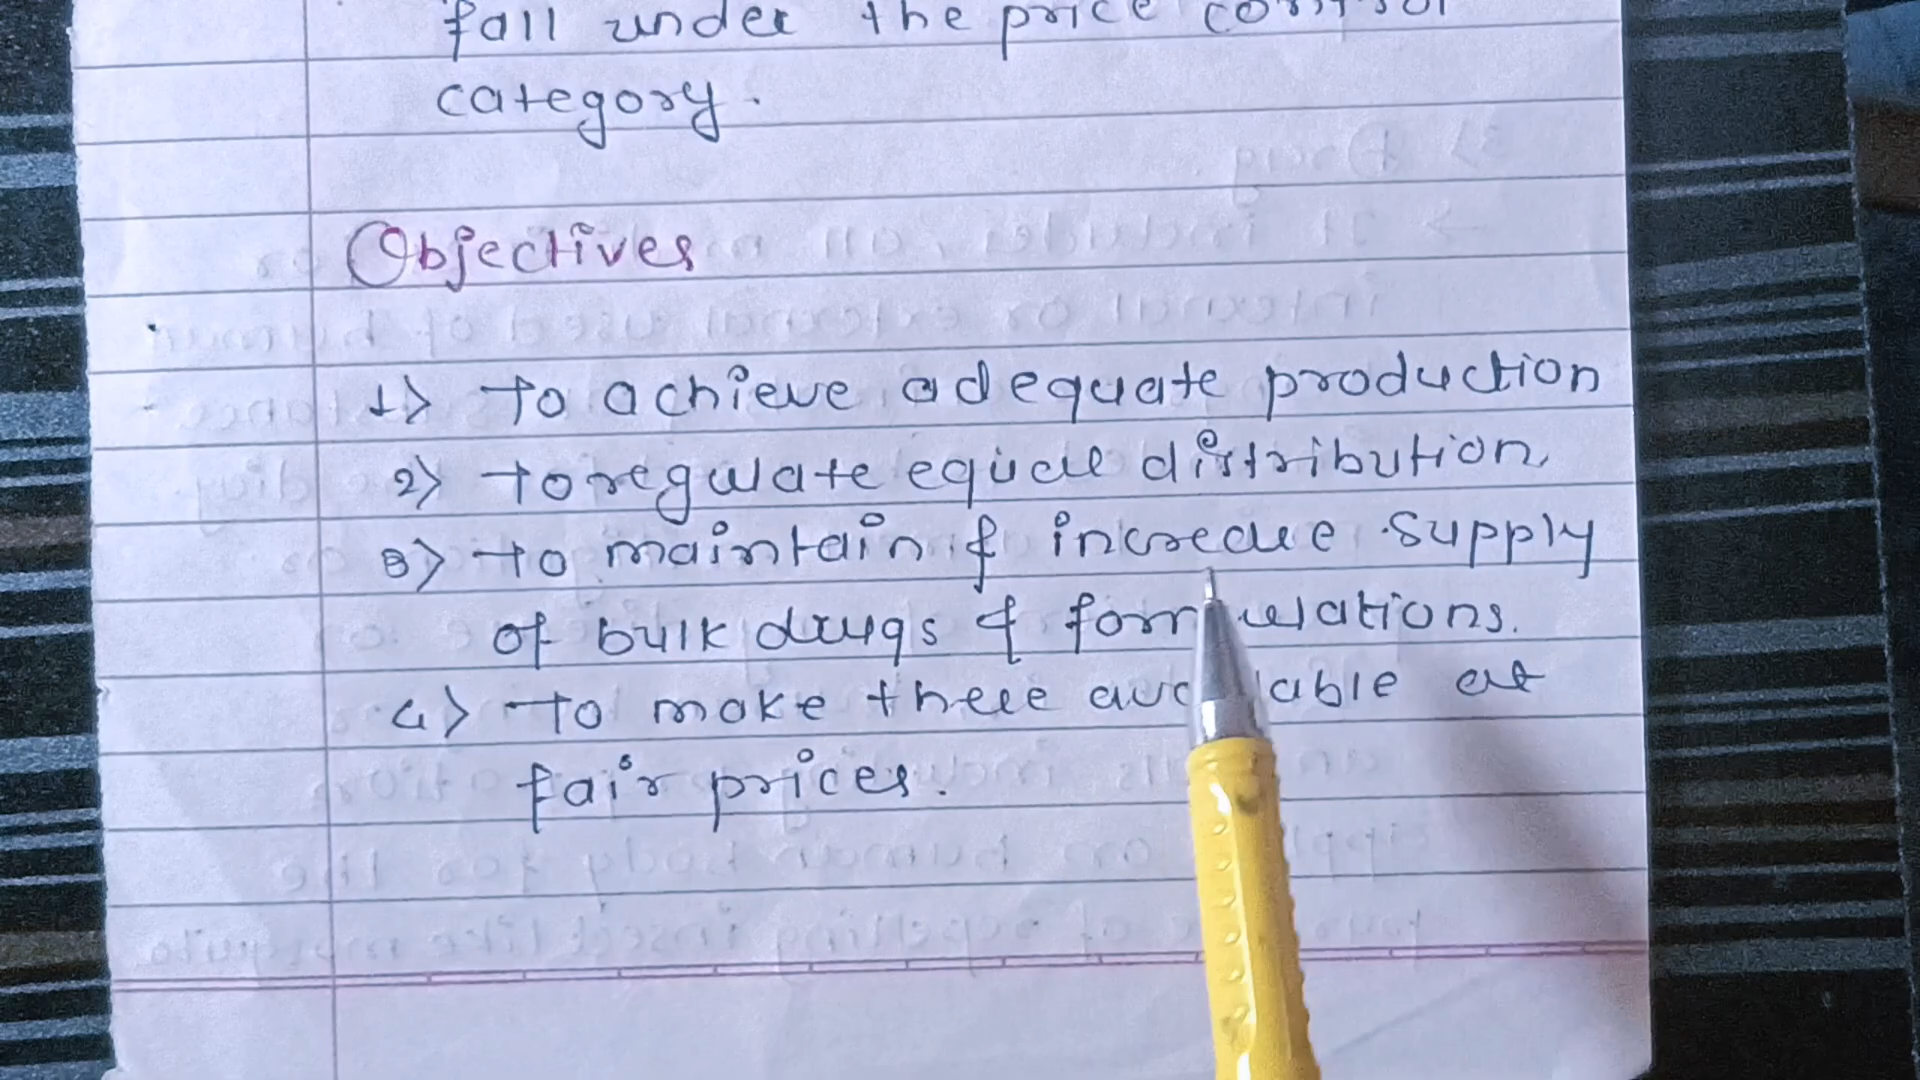 fall under the price control
category.
Objectives
1> To achieve adequate production
2> to regulate equal distribution,
3> to maintain & increase supply
of bulk drugs & formulations.
4> To make these available at
fair prices.